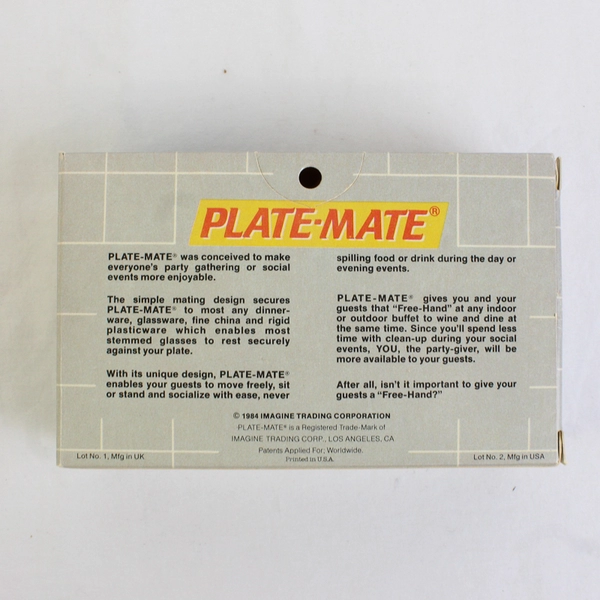 PLATE-MATE®
PLATE-MATE® was conceived to make
everyone's party gathering or social
events more enjoyable.
The simple mating design secures
PLATE-MATE® to most any dinner-
ware, glassware, fine china and rigid
plasticware which enables most
stemmed glasses to rest securely
against your plate.
With its unique design, PLATE-MATE®
enables your guests to move freely, sit
or stand and socialize with ease, never
spilling food or drink during the day or
evening events.
PLATE-MATE® gives you and your
guests that "Free-Hand" at any indoor
or outdoor buffet to wine and dine at
the same time. Since you'll spend less
time with clean-up during your social
events, YOU, the party-giver, will be
more available to your guests.
After all, isn't it important to give your
guests a "Free-Hand?"
© 1984 IMAGINE TRADING CORPORATION
PLATE-MATE® is a Registered Trade-Mark of
IMAGINE TRADING CORP., LOS ANGELES, CA
Patents Applied For; Worldwide.
Printed in U.S.A.
Lot No. 1, Mfg in UK
Lot No. 2, Mfg in USA